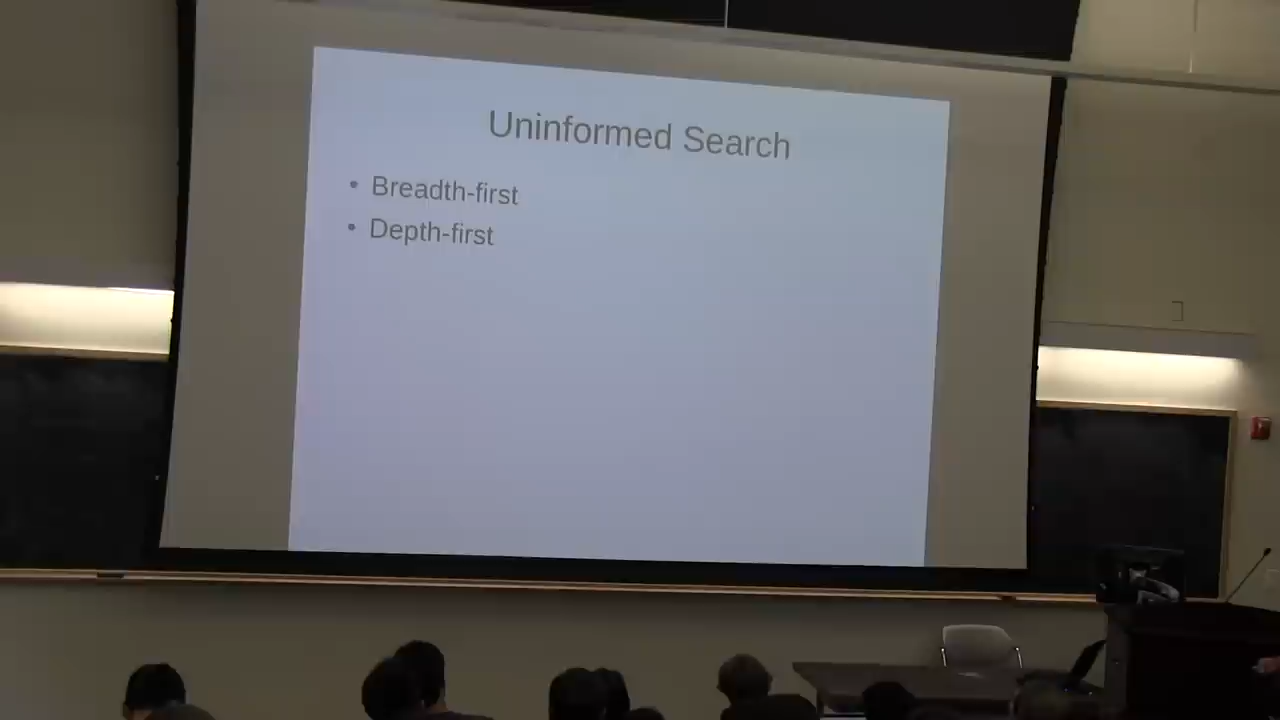 Uninformed Search
• Breadth-first
• Depth-first